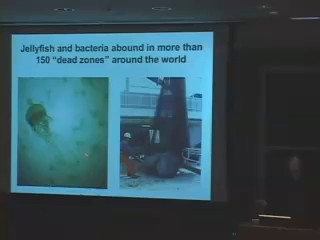 Jellyfish and bacteria abound in more than
150 “dead zones” around the world